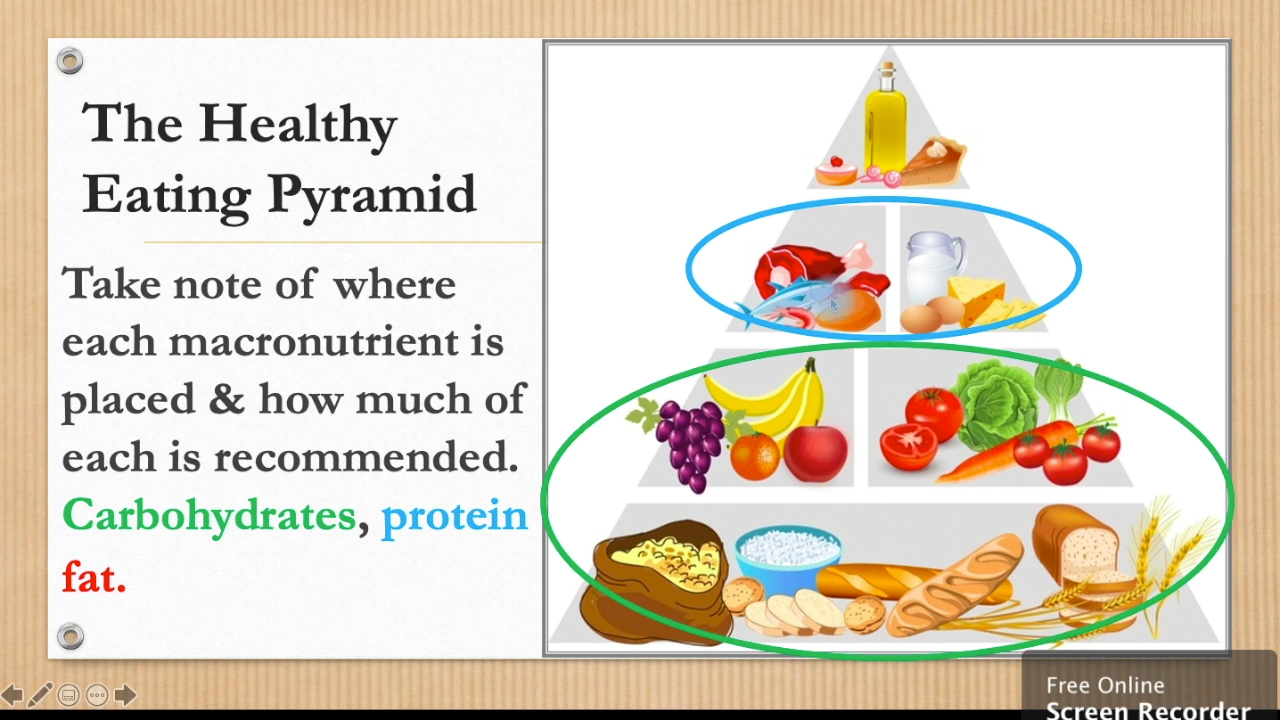 The Healthy
Eating Pyramid
Take note of where
each macronutrient is
placed & how much of
each is recommended.
Carbohydrates, protein
fat.
Free Online
Screen Recorder